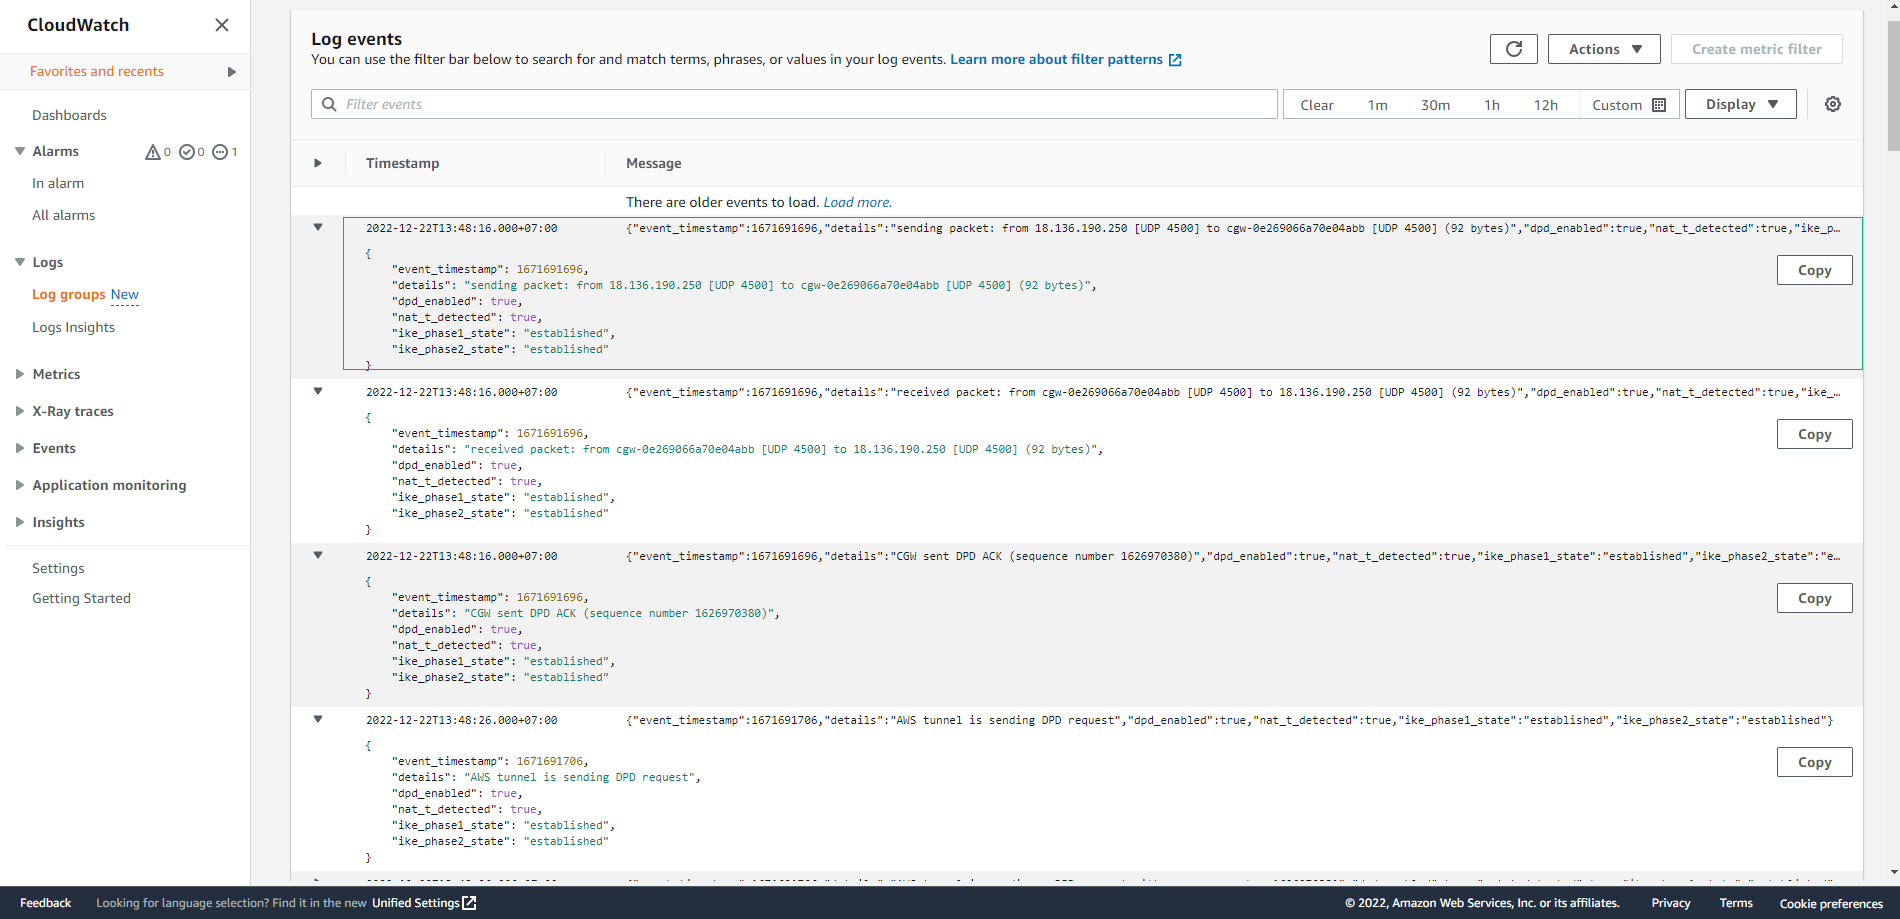 CloudWatch
Favorites and recents
Dashboards
Alarms 0 0 1
In alarm
All alarms
Logs
Log groups New
Logs Insights
Metrics
X-Ray traces
Events
Application monitoring
Insights
Settings
Getting Started
Log events
You can use the filter bar below to search for and match terms, phrases, or values in your log events. Learn more about filter patterns
Actions
Create metric filter
Filter events
Clear 1m 30m 1h 12h Custom
Display
Timestamp Message
There are older events to load. Load more.
2022-12-22T13:48:16.000+07:00 {"event_timestamp":1671691696,"details":"sending packet: from 18.136.190.250 [UDP 4500] to cgw-0e269066a70e04abb [UDP 4500] (92 bytes)","dpd_enabled":true,"nat_t_detected":true,"ike_p…
{
"event_timestamp": 1671691696,
"details": "sending packet: from 18.136.190.250 [UDP 4500] to cgw-0e269066a70e04abb [UDP 4500] (92 bytes)",
"dpd_enabled": true,
"nat_t_detected": true,
"ike_phase1_state": "established",
"ike_phase2_state": "established"
}
Copy
2022-12-22T13:48:16.000+07:00 {"event_timestamp":1671691696,"details":"received packet: from cgw-0e269066a70e04abb [UDP 4500] to 18.136.190.250 [UDP 4500] (92 bytes)","dpd_enabled":true,"nat_t_detected":true,"ike_…
{
"event_timestamp": 1671691696,
"details": "received packet: from cgw-0e269066a70e04abb [UDP 4500] to 18.136.190.250 [UDP 4500] (92 bytes)",
"dpd_enabled": true,
"nat_t_detected": true,
"ike_phase1_state": "established",
"ike_phase2_state": "established"
}
Copy
2022-12-22T13:48:16.000+07:00 {"event_timestamp":1671691696,"details":"CGW sent DPD ACK (sequence number 1626970380)","dpd_enabled":true,"nat_t_detected":true,"ike_phase1_state":"established","ike_phase2_state":"e…
{
"event_timestamp": 1671691696,
"details": "CGW sent DPD ACK (sequence number 1626970380)",
"dpd_enabled": true,
"nat_t_detected": true,
"ike_phase1_state": "established",
"ike_phase2_state": "established"
}
Copy
2022-12-22T13:48:26.000+07:00 {"event_timestamp":1671691706,"details":"AWS tunnel is sending DPD request","dpd_enabled":true,"nat_t_detected":true,"ike_phase1_state":"established","ike_phase2_state":"established"}
{
"event_timestamp": 1671691706,
"details": "AWS tunnel is sending DPD request",
"dpd_enabled": true,
"nat_t_detected": true,
"ike_phase1_state": "established",
"ike_phase2_state": "established"
}
Copy
Feedback Looking for language selection? Find it in the new Unified Settings © 2022, Amazon Web Services, Inc. or its affiliates. Privacy Terms Cookie preferences